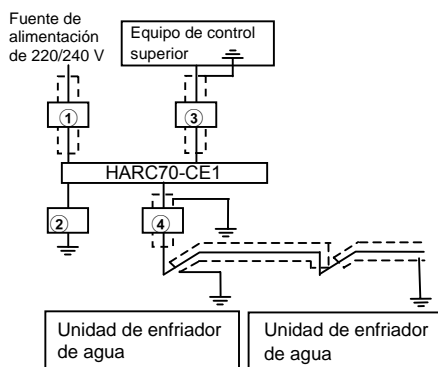 Fuente de
alimentación
de 220/240 V
Equipo de control
superior
①
③
HARC70-CE1
②
④
Unidad de enfriador
de agua
Unidad de enfriador
de agua